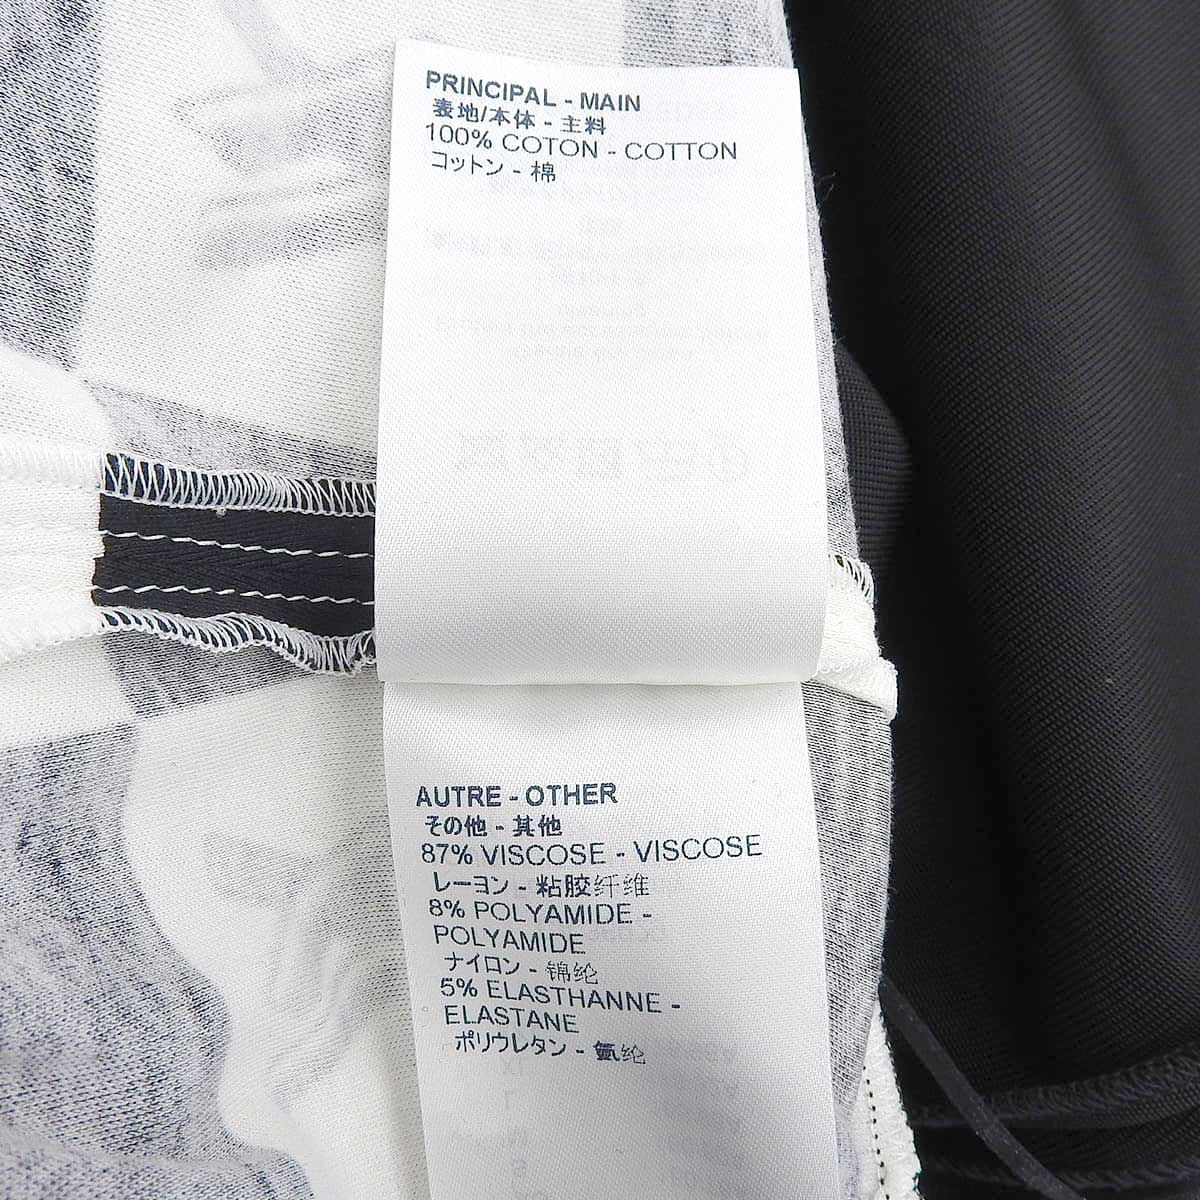 PRINCIPAL - MAIN
表地/本体 - 主料
100% COTON - COTTON
コットン - 棉
AUTRE - OTHER
その他 - 其他
87% VISCOSE - VISCOSE
レーヨン - 粘胶纤维
8% POLYAMIDE -
POLYAMIDE
ナイロン - 锦纶
5% ELASTHANNE -
ELASTANE
ポリウレタン - 氨纶